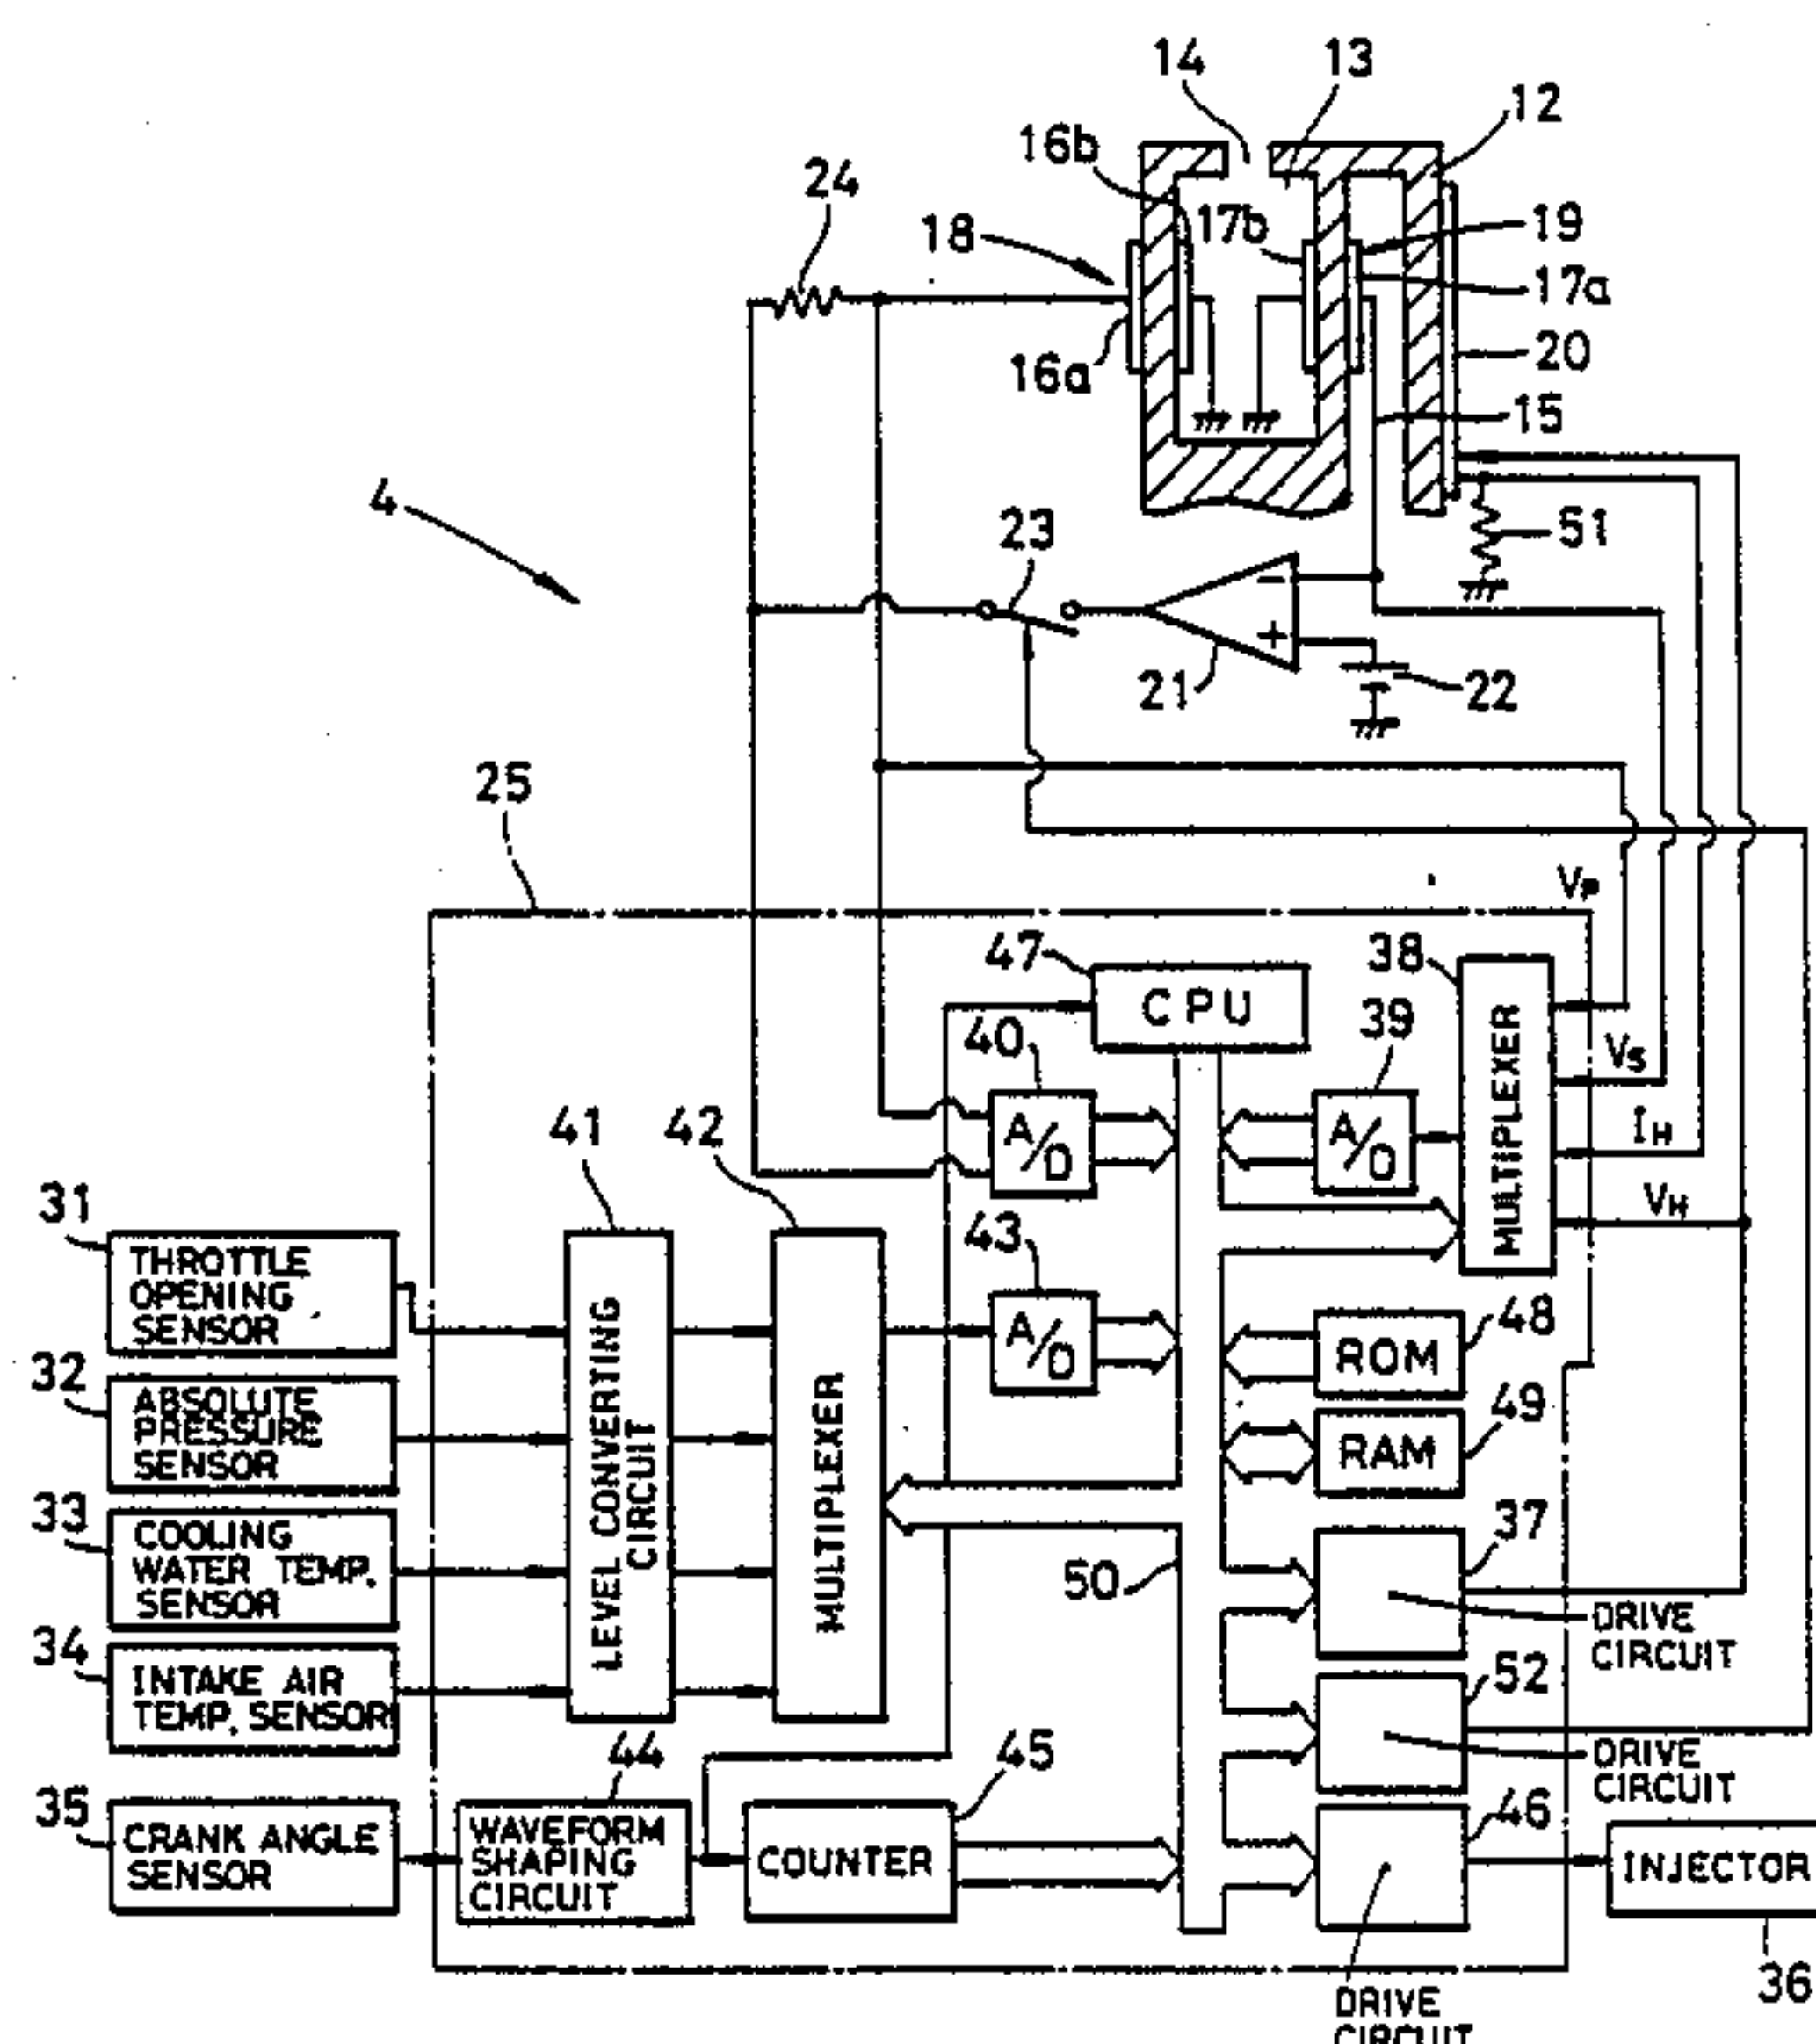 14
13
12
16b
24
18
17b
19
17a
16a
20
15
4
23
51
21
22
25
VP
47
CPU
38
40
39
MULTIPLEXER
VS
41
42
A/D
A/D
IH
VH
31
THROTTLE
OPENING
SENSOR
43
A/D
48
ROM
32
ABSOLUTE
PRESSURE
SENSOR
LEVEL CONVERTING
CIRCUIT
MULTIPLEXER
49
RAM
33
COOLING
WATER TEMP.
SENSOR
50
37
DRIVE
CIRCUIT
34
INTAKE AIR
TEMP. SENSOR
52
DRIVE
CIRCUIT
44
45
35
CRANK ANGLE
SENSOR
WAVEFORM
SHAPING
CIRCUIT
COUNTER
46
INJECTOR
36
DRIVE
CIRCUIT